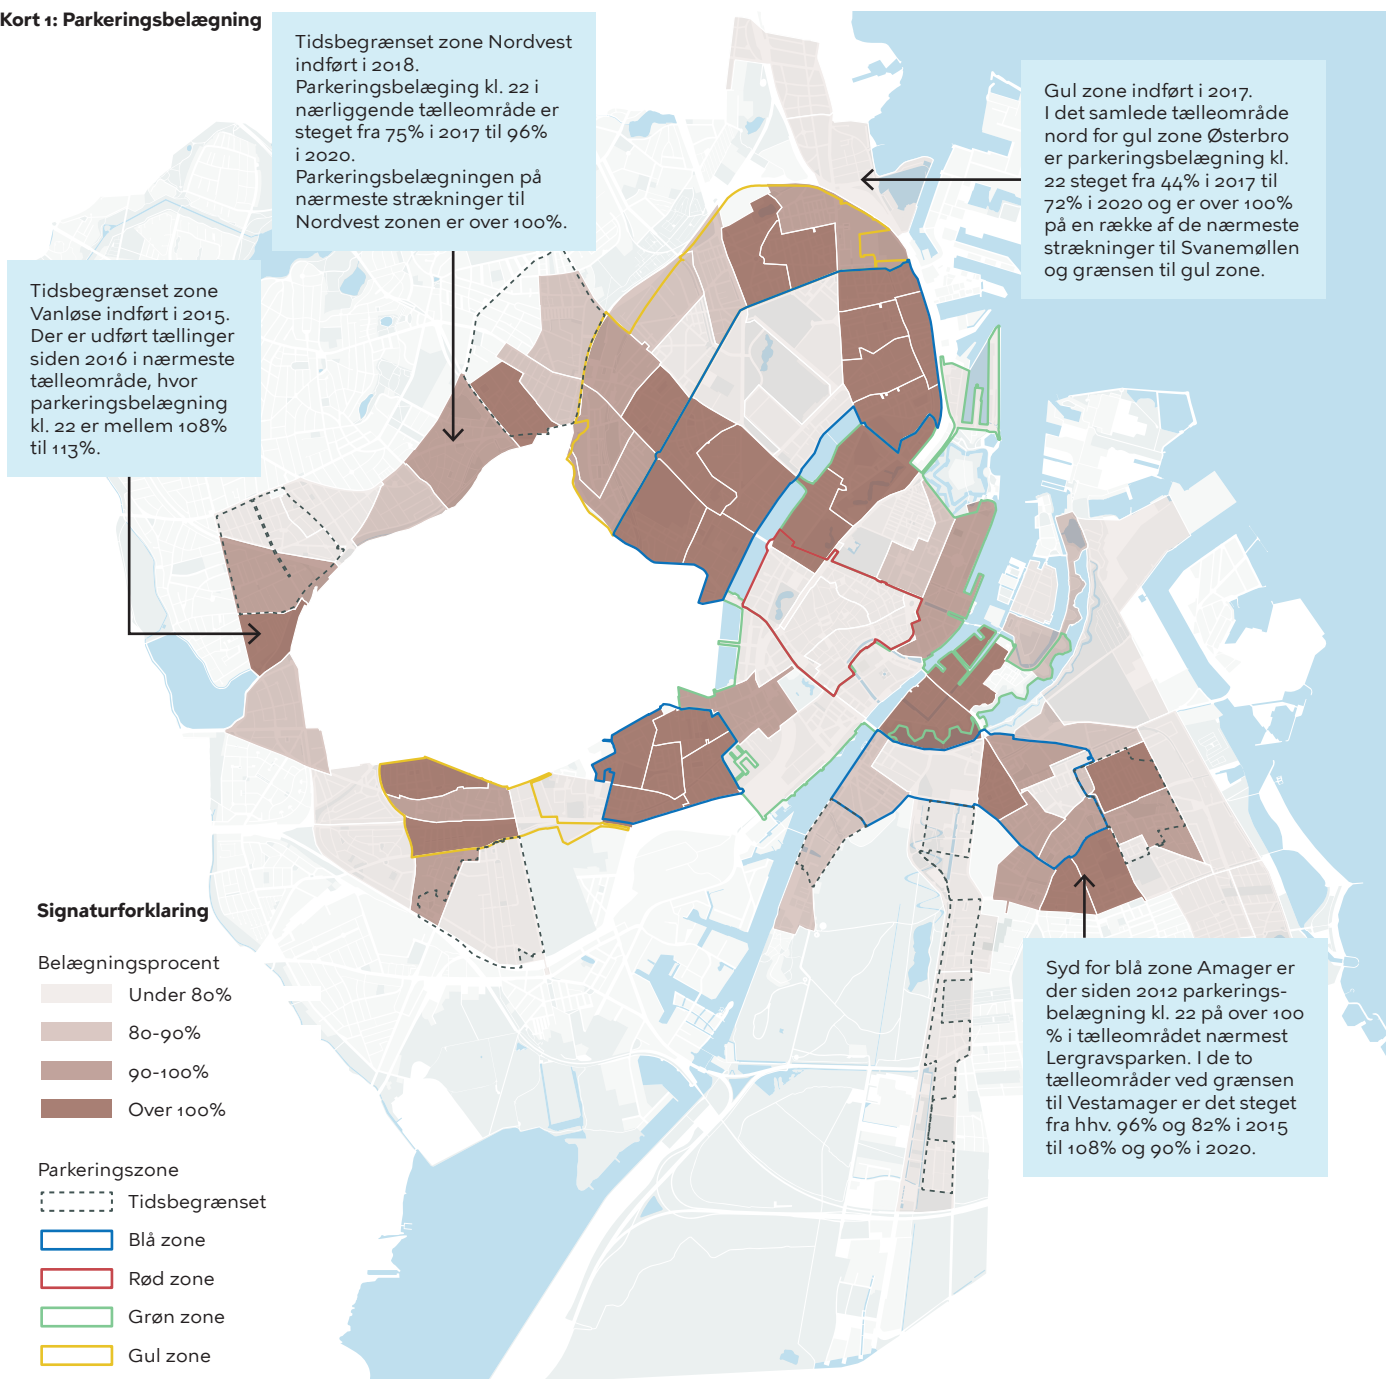 Kort 1: Parkeringsbelægning
Tidsbegrænset zone Nordvest
indført i 2018.
Parkeringsbelæging kl. 22 i
nærliggende tælleområde er
steget fra 75% i 2017 til 96%
i 2020.
Parkeringsbelægningen på
nærmeste strækninger til
Nordvest zonen er over 100%.
Gul zone indført i 2017.
I det samlede tælleområde
nord for gul zone Østerbro
er parkeringsbelægning kl.
22 steget fra 44% i 2017 til
72% i 2020 og er over 100%
på en række af de nærmeste
strækninger til Svanemøllen
og grænsen til gul zone.
Tidsbegrænset zone
Vanløse indført i 2015.
Der er udført tællinger
siden 2016 i nærmeste
tælleområde, hvor
parkeringsbelægning
kl. 22 er mellem 108%
til 113%.
Syd for blå zone Amager er
der siden 2012 parkerings-
belægning kl. 22 på over 100
% i tælleområdet nærmest
Lergravsparken. I de to
tælleområder ved grænsen
til Vestamager er det steget
fra hhv. 96% og 82% i 2015
til 108% og 90% i 2020.
Signaturforklaring
Belægningsprocent
Under 80%
80-90%
90-100%
Over 100%
Parkeringszone
Tidsbegrænset
Blå zone
Rød zone
Grøn zone
Gul zone